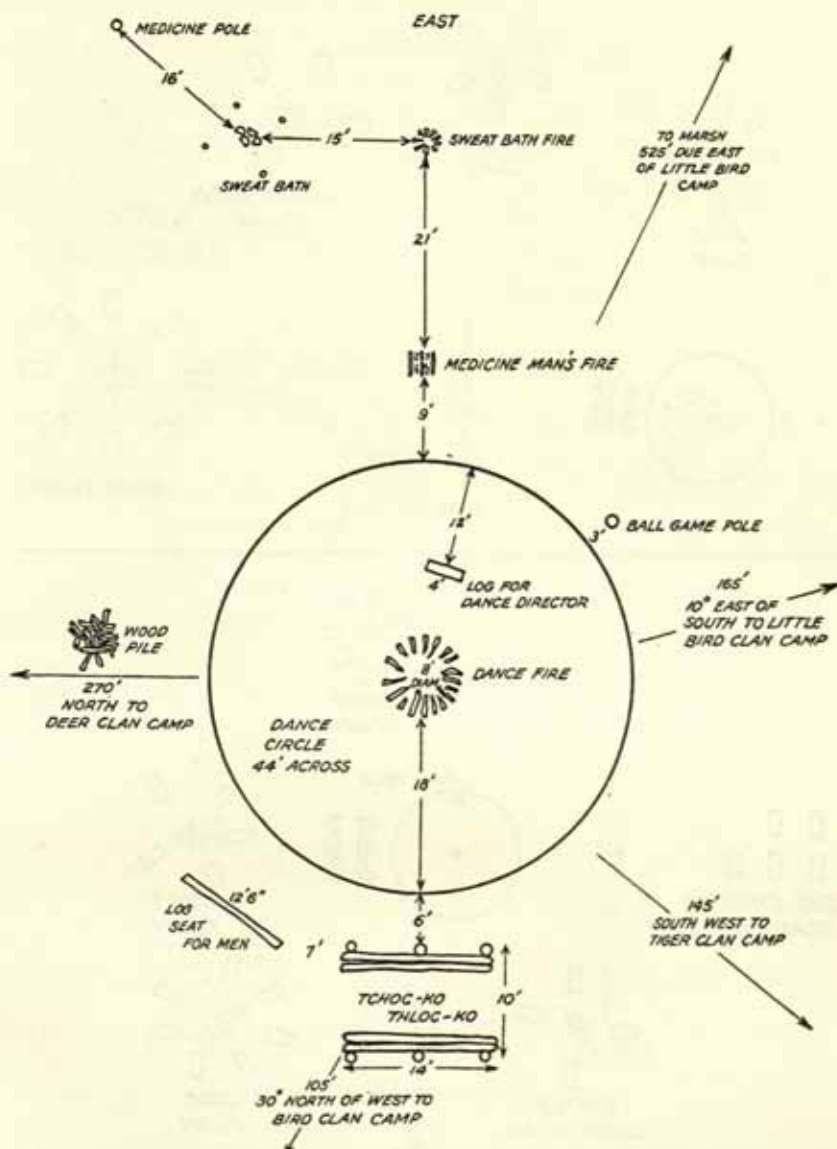 EAST
MEDICINE POLE
16'
15'
SWEAT BATH FIRE
SWEAT BATH
TO MARSH
525' DUE EAST
OF LITTLE BIRD
CAMP
21'
MEDICINE MAN'S FIRE
9'
12'
3'
BALL GAME POLE
4'
LOG FOR
DANCE DIRECTOR
165'
10° EAST OF
SOUTH TO LITTLE
BIRD CLAN CAMP
WOOD
PILE
8'
DIAM.
DANCE FIRE
270'
NORTH TO
DEER CLAN CAMP
DANCE
CIRCLE
44' ACROSS
18'
12'6"
LOG
SEAT
FOR MEN
6'
145'
SOUTH WEST TO
TIGER CLAN CAMP
7'
TCHOC-KO
THLOC-KO
10'
14'
105'
30° NORTH OF WEST TO
BIRD CLAN CAMP